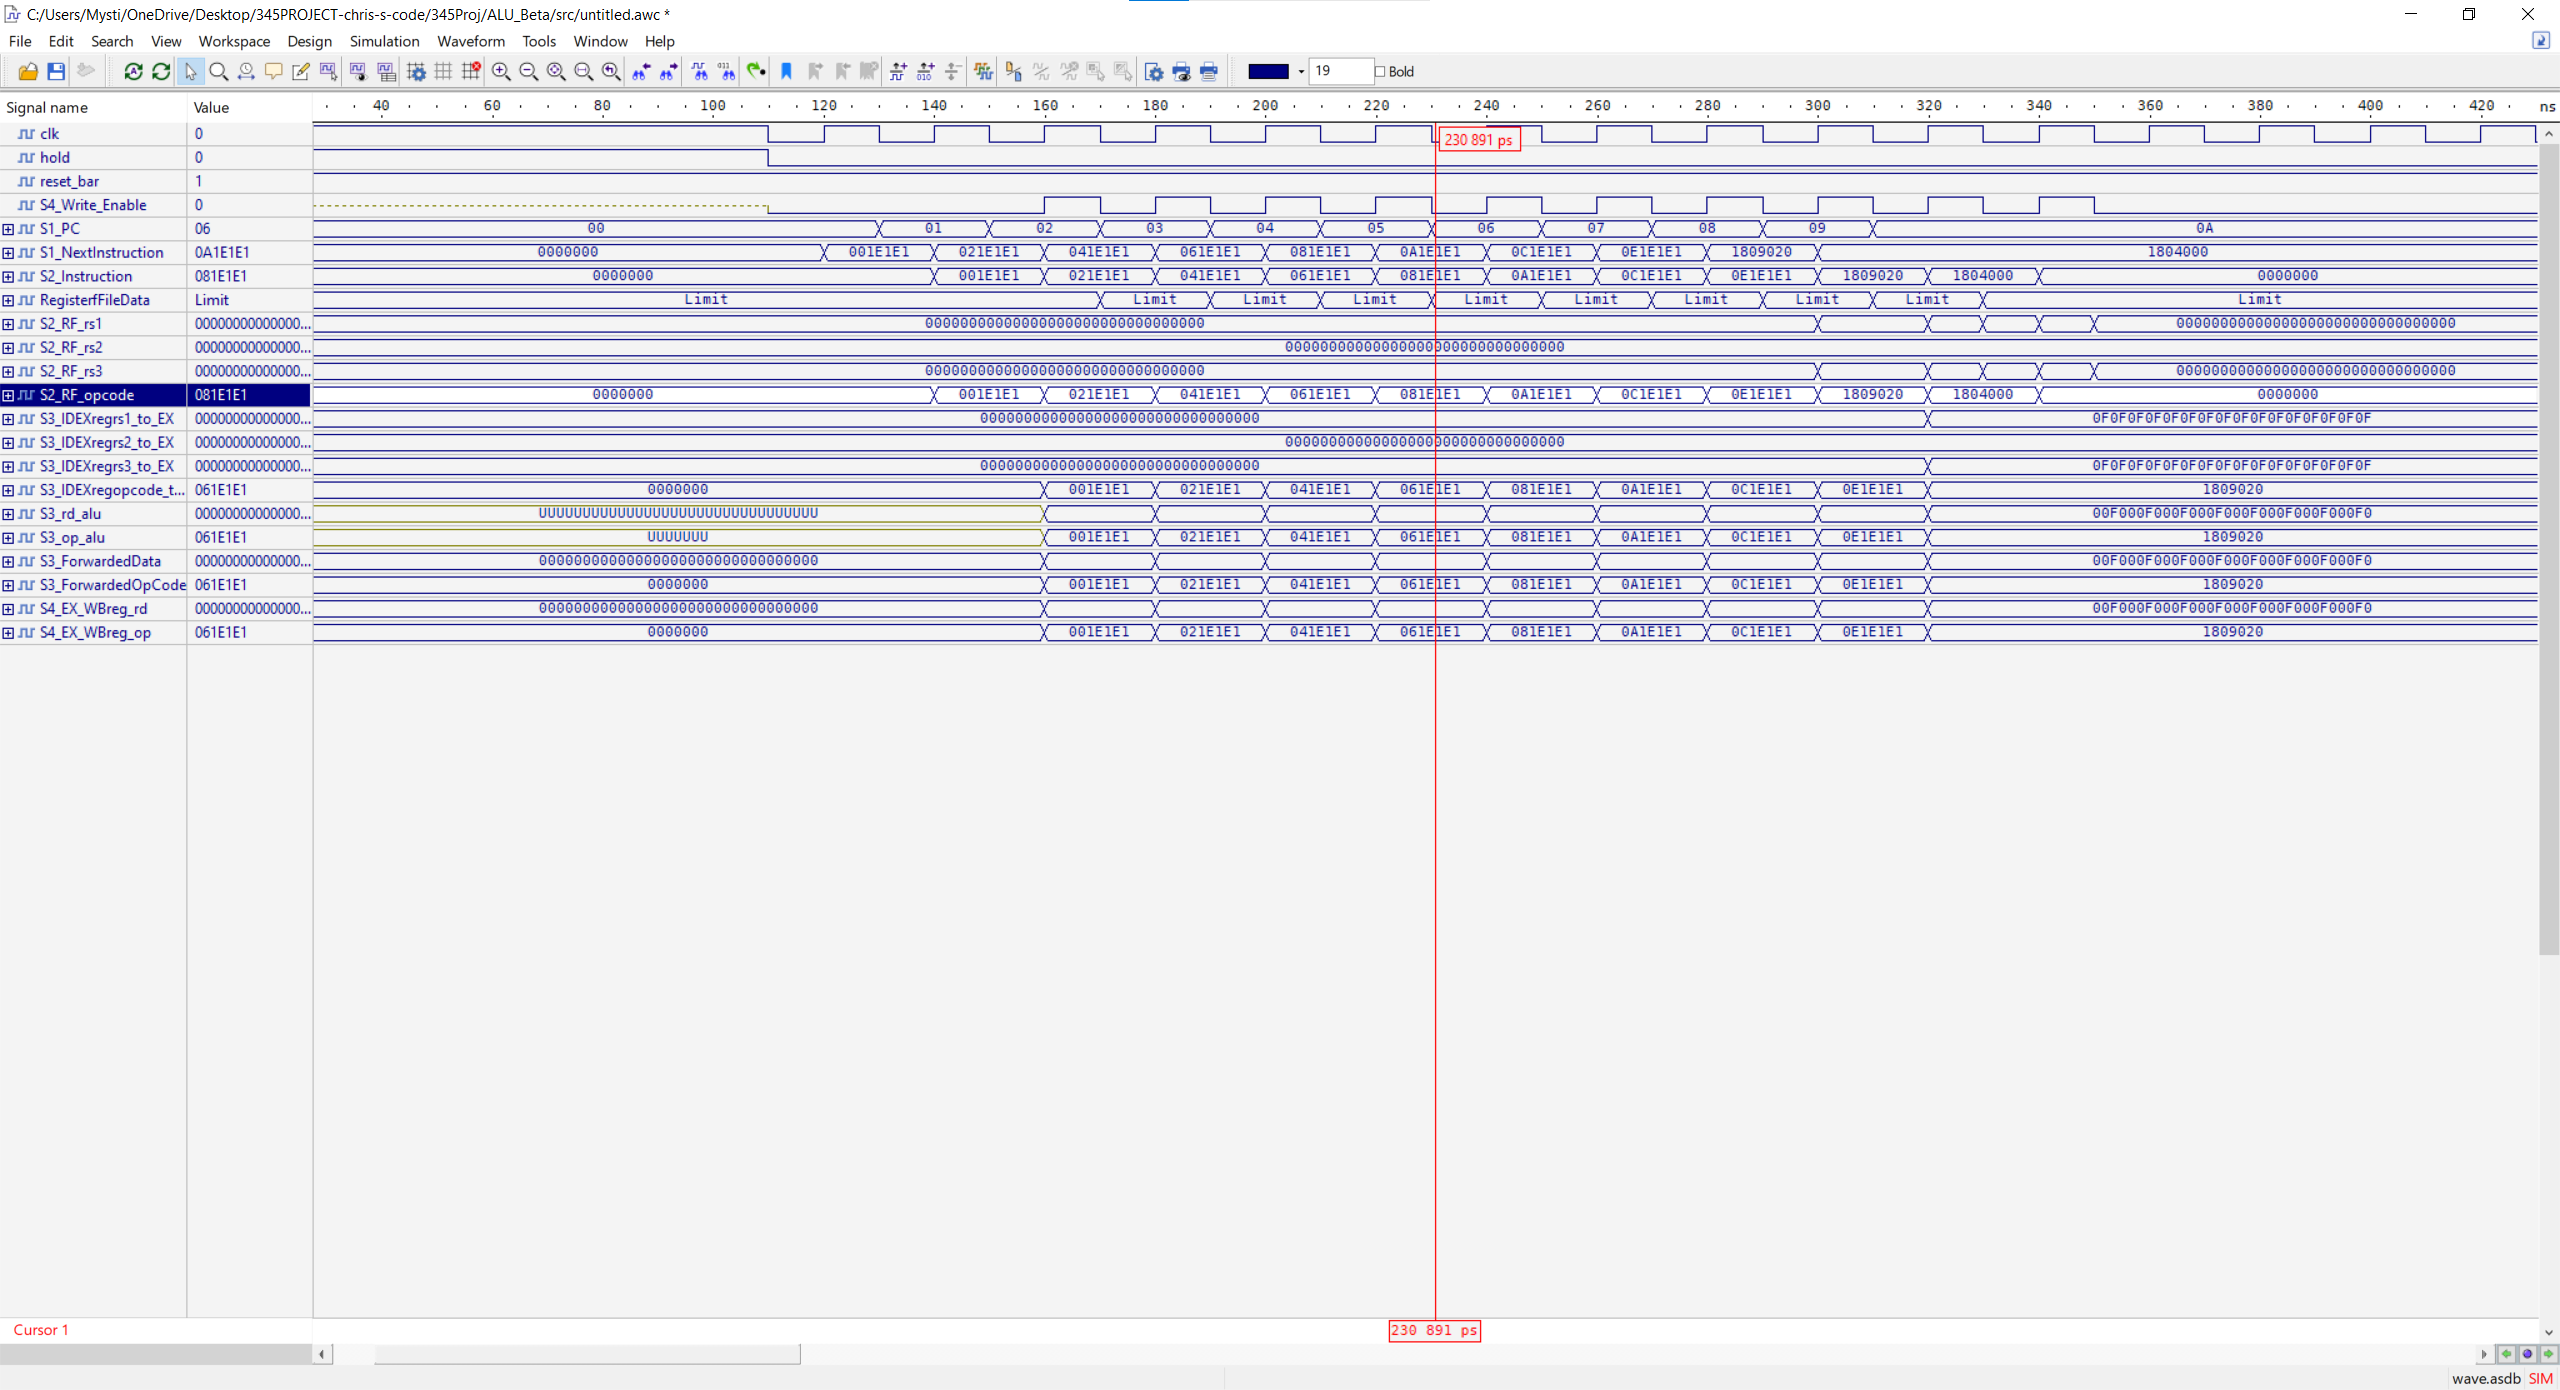 C:/Users/Mysti/OneDrive/Desktop/345PROJECT-chris-s-code/345Proj/ALU_Beta/src/untitled.awc *
File Edit Search View Workspace Design Simulation Waveform Tools Window Help
19 Bold
Signal name Value 40 60 80 100 120 140 160 180 200 220 240 260 280 300 320 340 360 380 400 420 ns
clk 0 230 891 ps
hold 0
reset_bar 1
S4_Write_Enable 0
S1_PC 06 00 01 02 03 04 05 06 07 08 09 0A
S1_NextInstruction 0A1E1E1 0000000 001E1E1 021E1E1 041E1E1 061E1E1 081E1E1 0A1E1E1 0C1E1E1 0E1E1E1 1809020 1804000
S2_Instruction 081E1E1 0000000 001E1E1 021E1E1 041E1E1 061E1E1 081E1E1 0A1E1E1 0C1E1E1 0E1E1E1 1809020 1804000 0000000
RegisterfFileData Limit Limit Limit Limit Limit Limit Limit Limit Limit Limit Limit
S2_RF_rs1 00000000000000... 00000000000000000000000000000000 00000000000000000000000000000000
S2_RF_rs2 00000000000000... 00000000000000000000000000000000
S2_RF_rs3 00000000000000... 00000000000000000000000000000000 00000000000000000000000000000000
S2_RF_opcode 081E1E1 0000000 001E1E1 021E1E1 041E1E1 061E1E1 081E1E1 0A1E1E1 0C1E1E1 0E1E1E1 1809020 1804000 0000000
S3_IDEXregrs1_to_EX 00000000000000... 00000000000000000000000000000000 0F0F0F0F0F0F0F0F0F0F0F0F0F0F0F0F
S3_IDEXregrs2_to_EX 00000000000000... 00000000000000000000000000000000
S3_IDEXregrs3_to_EX 00000000000000... 00000000000000000000000000000000 0F0F0F0F0F0F0F0F0F0F0F0F0F0F0F0F
S3_IDEXregopcode_t... 061E1E1 0000000 001E1E1 021E1E1 041E1E1 061E1E1 081E1E1 0A1E1E1 0C1E1E1 0E1E1E1 1809020
S3_rd_alu 00000000000000... UUUUUUUUUUUUUUUUUUUUUUUUUUUUUUUU 00F000F000F000F000F000F000F000F0
S3_op_alu 061E1E1 UUUUUUU 001E1E1 021E1E1 041E1E1 061E1E1 081E1E1 0A1E1E1 0C1E1E1 0E1E1E1 1809020
S3_ForwardedData 00000000000000... 00000000000000000000000000000000 00F000F000F000F000F000F000F000F0
S3_ForwardedOpCode 061E1E1 0000000 001E1E1 021E1E1 041E1E1 061E1E1 081E1E1 0A1E1E1 0C1E1E1 0E1E1E1 1809020
S4_EX_WBreg_rd 00000000000000... 00000000000000000000000000000000 00F000F000F000F000F000F000F000F0
S4_EX_WBreg_op 061E1E1 0000000 001E1E1 021E1E1 041E1E1 061E1E1 081E1E1 0A1E1E1 0C1E1E1 0E1E1E1 1809020
Cursor 1 230 891 ps
wave.asdb SIM